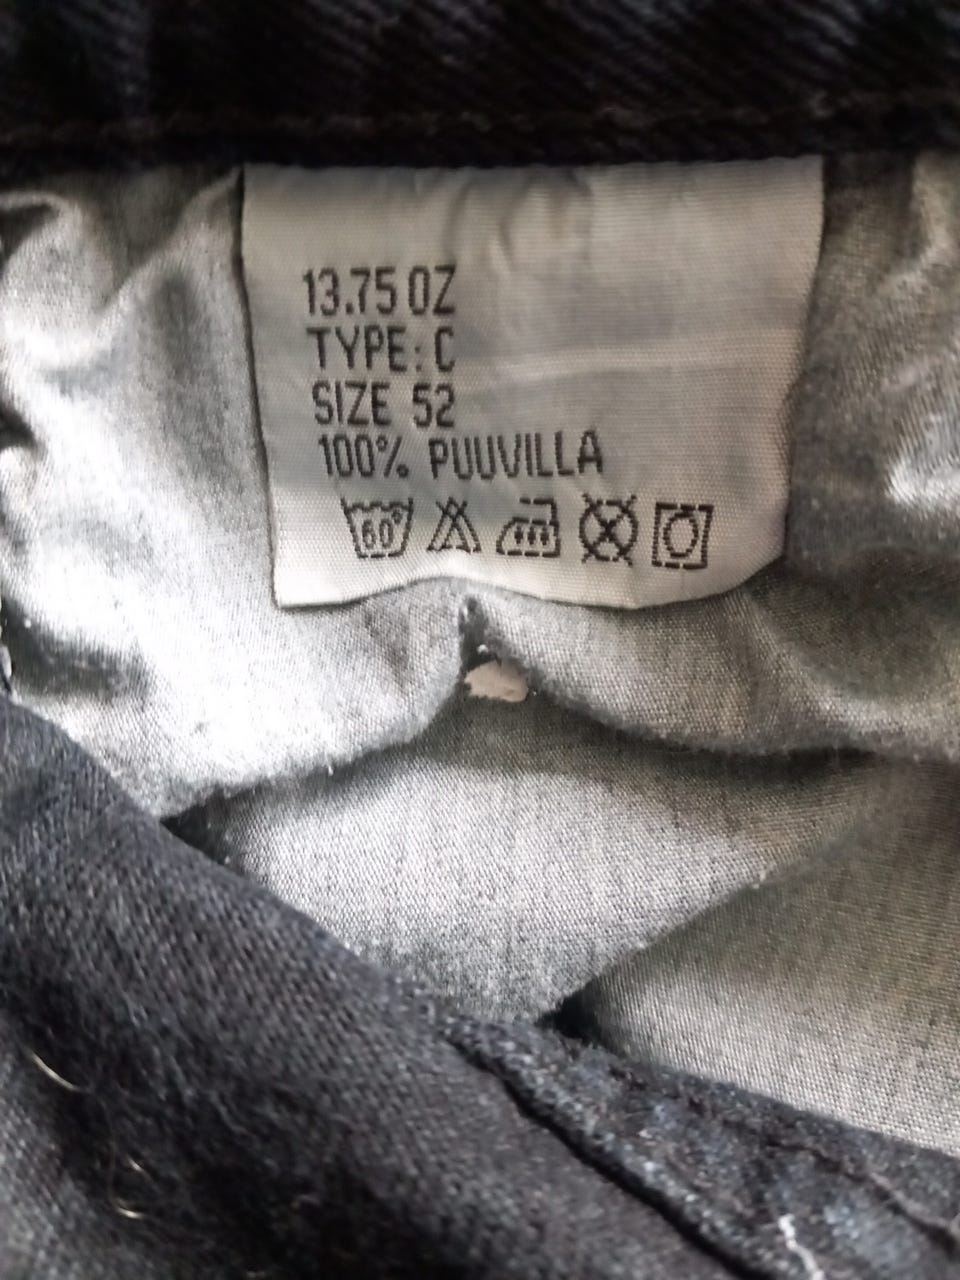 13.75 OZ
TYPE: C
SIZE 52
100% PUUVILLA
60°